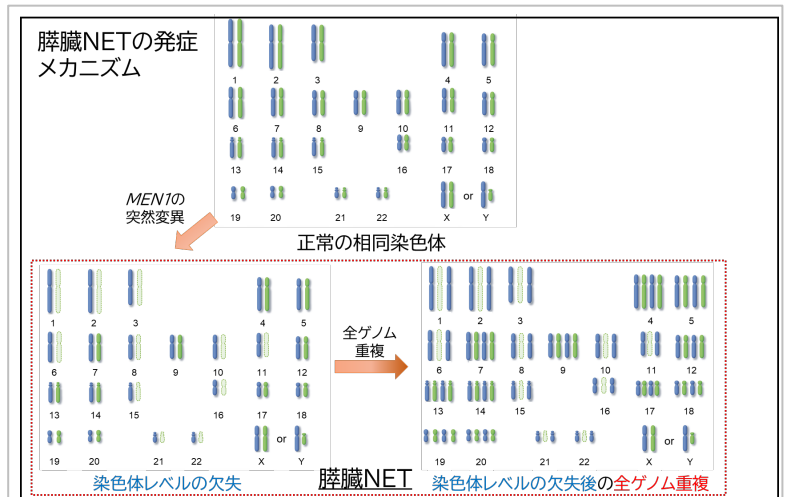 膵臓NETの発症
メカニズム
1 2 3 4 5
6 7 8 9 10 11 12
13 14 15 16 17 18
19 20 21 22 X or Y
MEN1の
突然変異
正常の相同染色体
1 2 3 4 5
6 7 8 9 10 11 12
13 14 15 16 17 18
19 20 21 22 X or Y
染色体レベルの欠失
全ゲノム
重複
1 2 3 4 5
6 7 8 9 10 11 12
13 14 15 16 17 18
19 20 21 22 X or Y
膵臓NET
染色体レベルの欠失後の全ゲノム重複